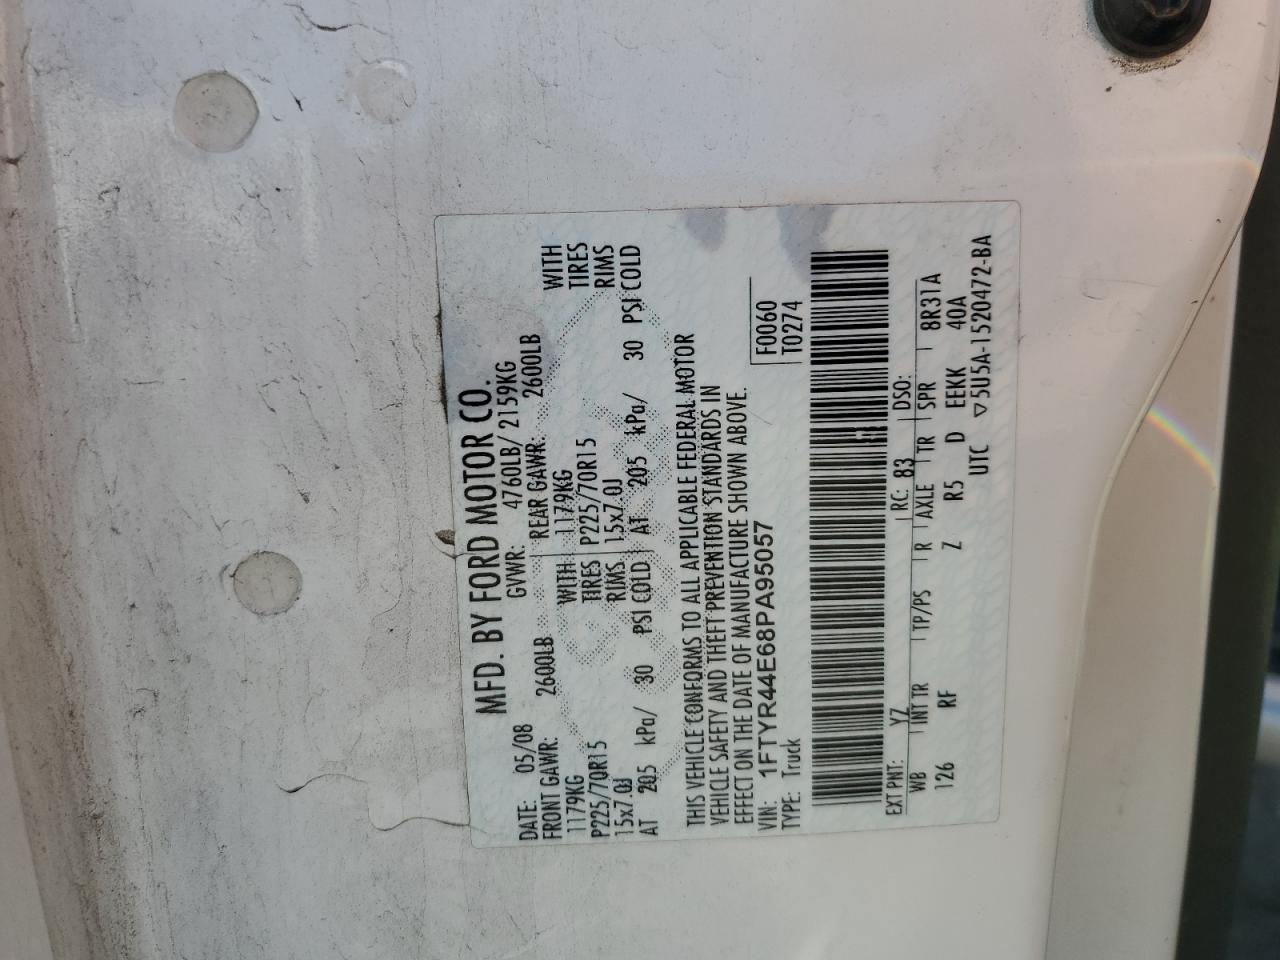 MFD. BY FORD MOTOR CO.
DATE: 05/08 GVWR: 4760LB/ 2159KG
FRONT GAWR: 2600LB REAR GAWR: 2600LB
1179KG WITH 1179KG WITH
P225/70R15 TIRES P225/70R15 TIRES
15x7.0J RIMS 15x7.0J RIMS
AT 205 kPa/ 30 PSI COLD AT 205 kPa/ 30 PSI COLD
THIS VEHICLE CONFORMS TO ALL APPLICABLE FEDERAL MOTOR
VEHICLE SAFETY AND THEFT PREVENTION STANDARDS IN
EFFECT ON THE DATE OF MANUFACTURE SHOWN ABOVE.
VIN: 1FTYR44E68PA95057 F0060
TYPE: Truck T0274
EXT PNT: YZ RC: 83 DSO:
WB INT TR TP/PS R AXLE TR SPR 8R31A
126 RF Z R5 D EEKK 40A
UTC ▽5U5A-1520472-BA